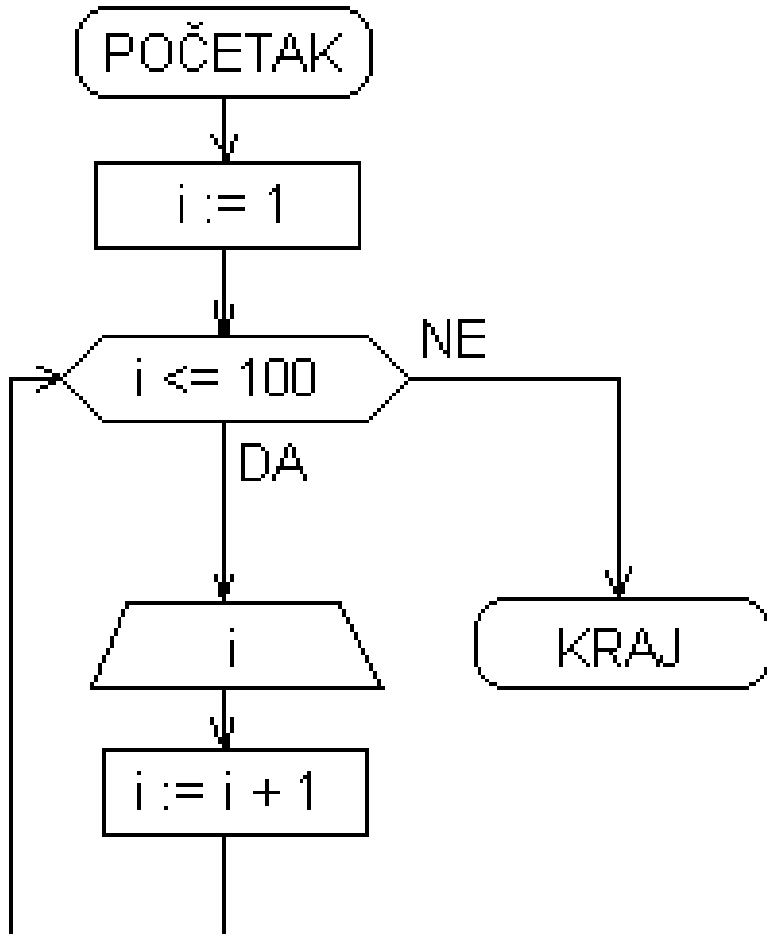 POČETAK
i := 1
i <= 100
NE
DA
i
KRAJ
i := i + 1